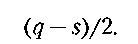 (q − s)/2.